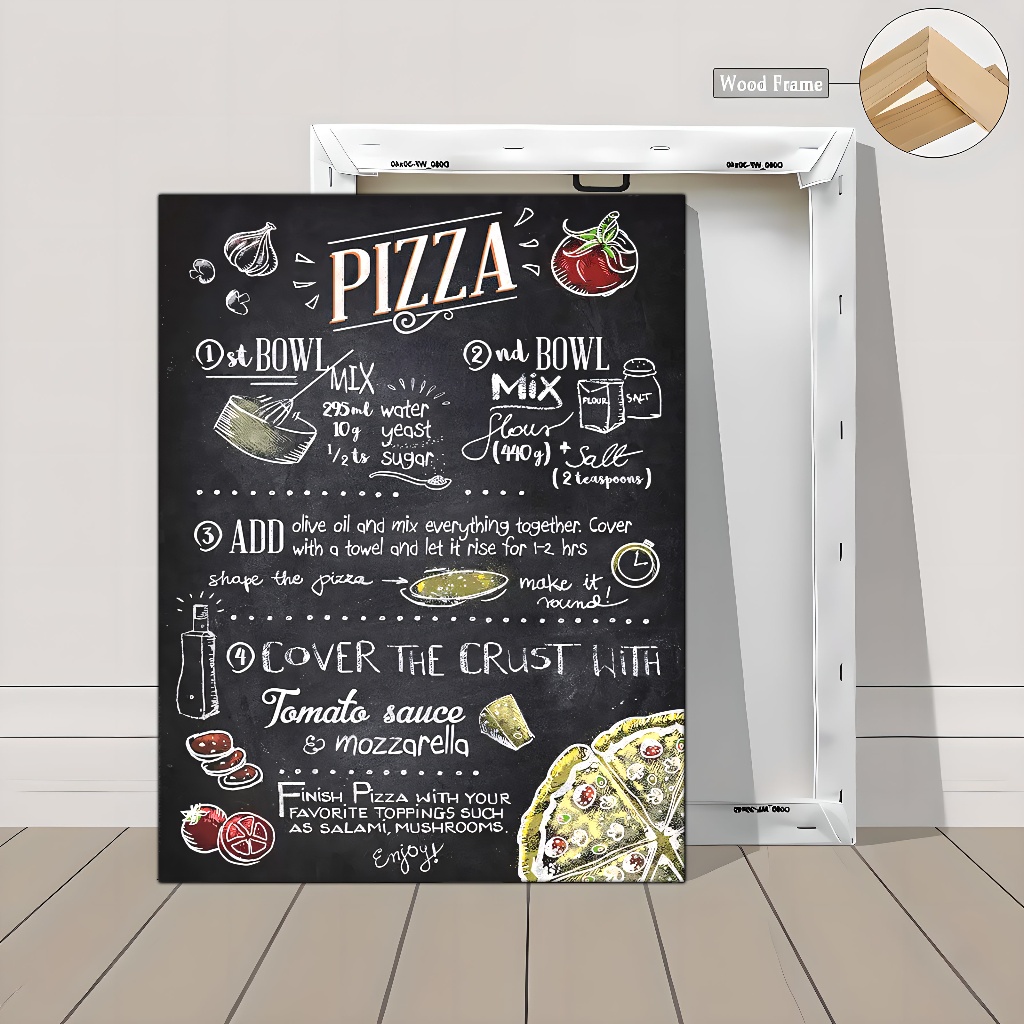 Wood Frame
PIZZA
1st BOWL
MIX
295ml water
10g yeast
1/2 ts sugar
2nd BOWL
MIX
FLOUR
SALT
flour
(440g) + Salt
(2 teaspoons)
3 ADD olive oil and mix everything together. Cover
with a towel and let it rise for 1-2 hrs
shape the pizza → make it
round!
4 COVER THE CRUST WITH
Tomato sauce
& mozzarella
FINISH PIZZA WITH YOUR
FAVORITE TOPPINGS SUCH
AS SALAMI, MUSHROOMS.
Enjoy!